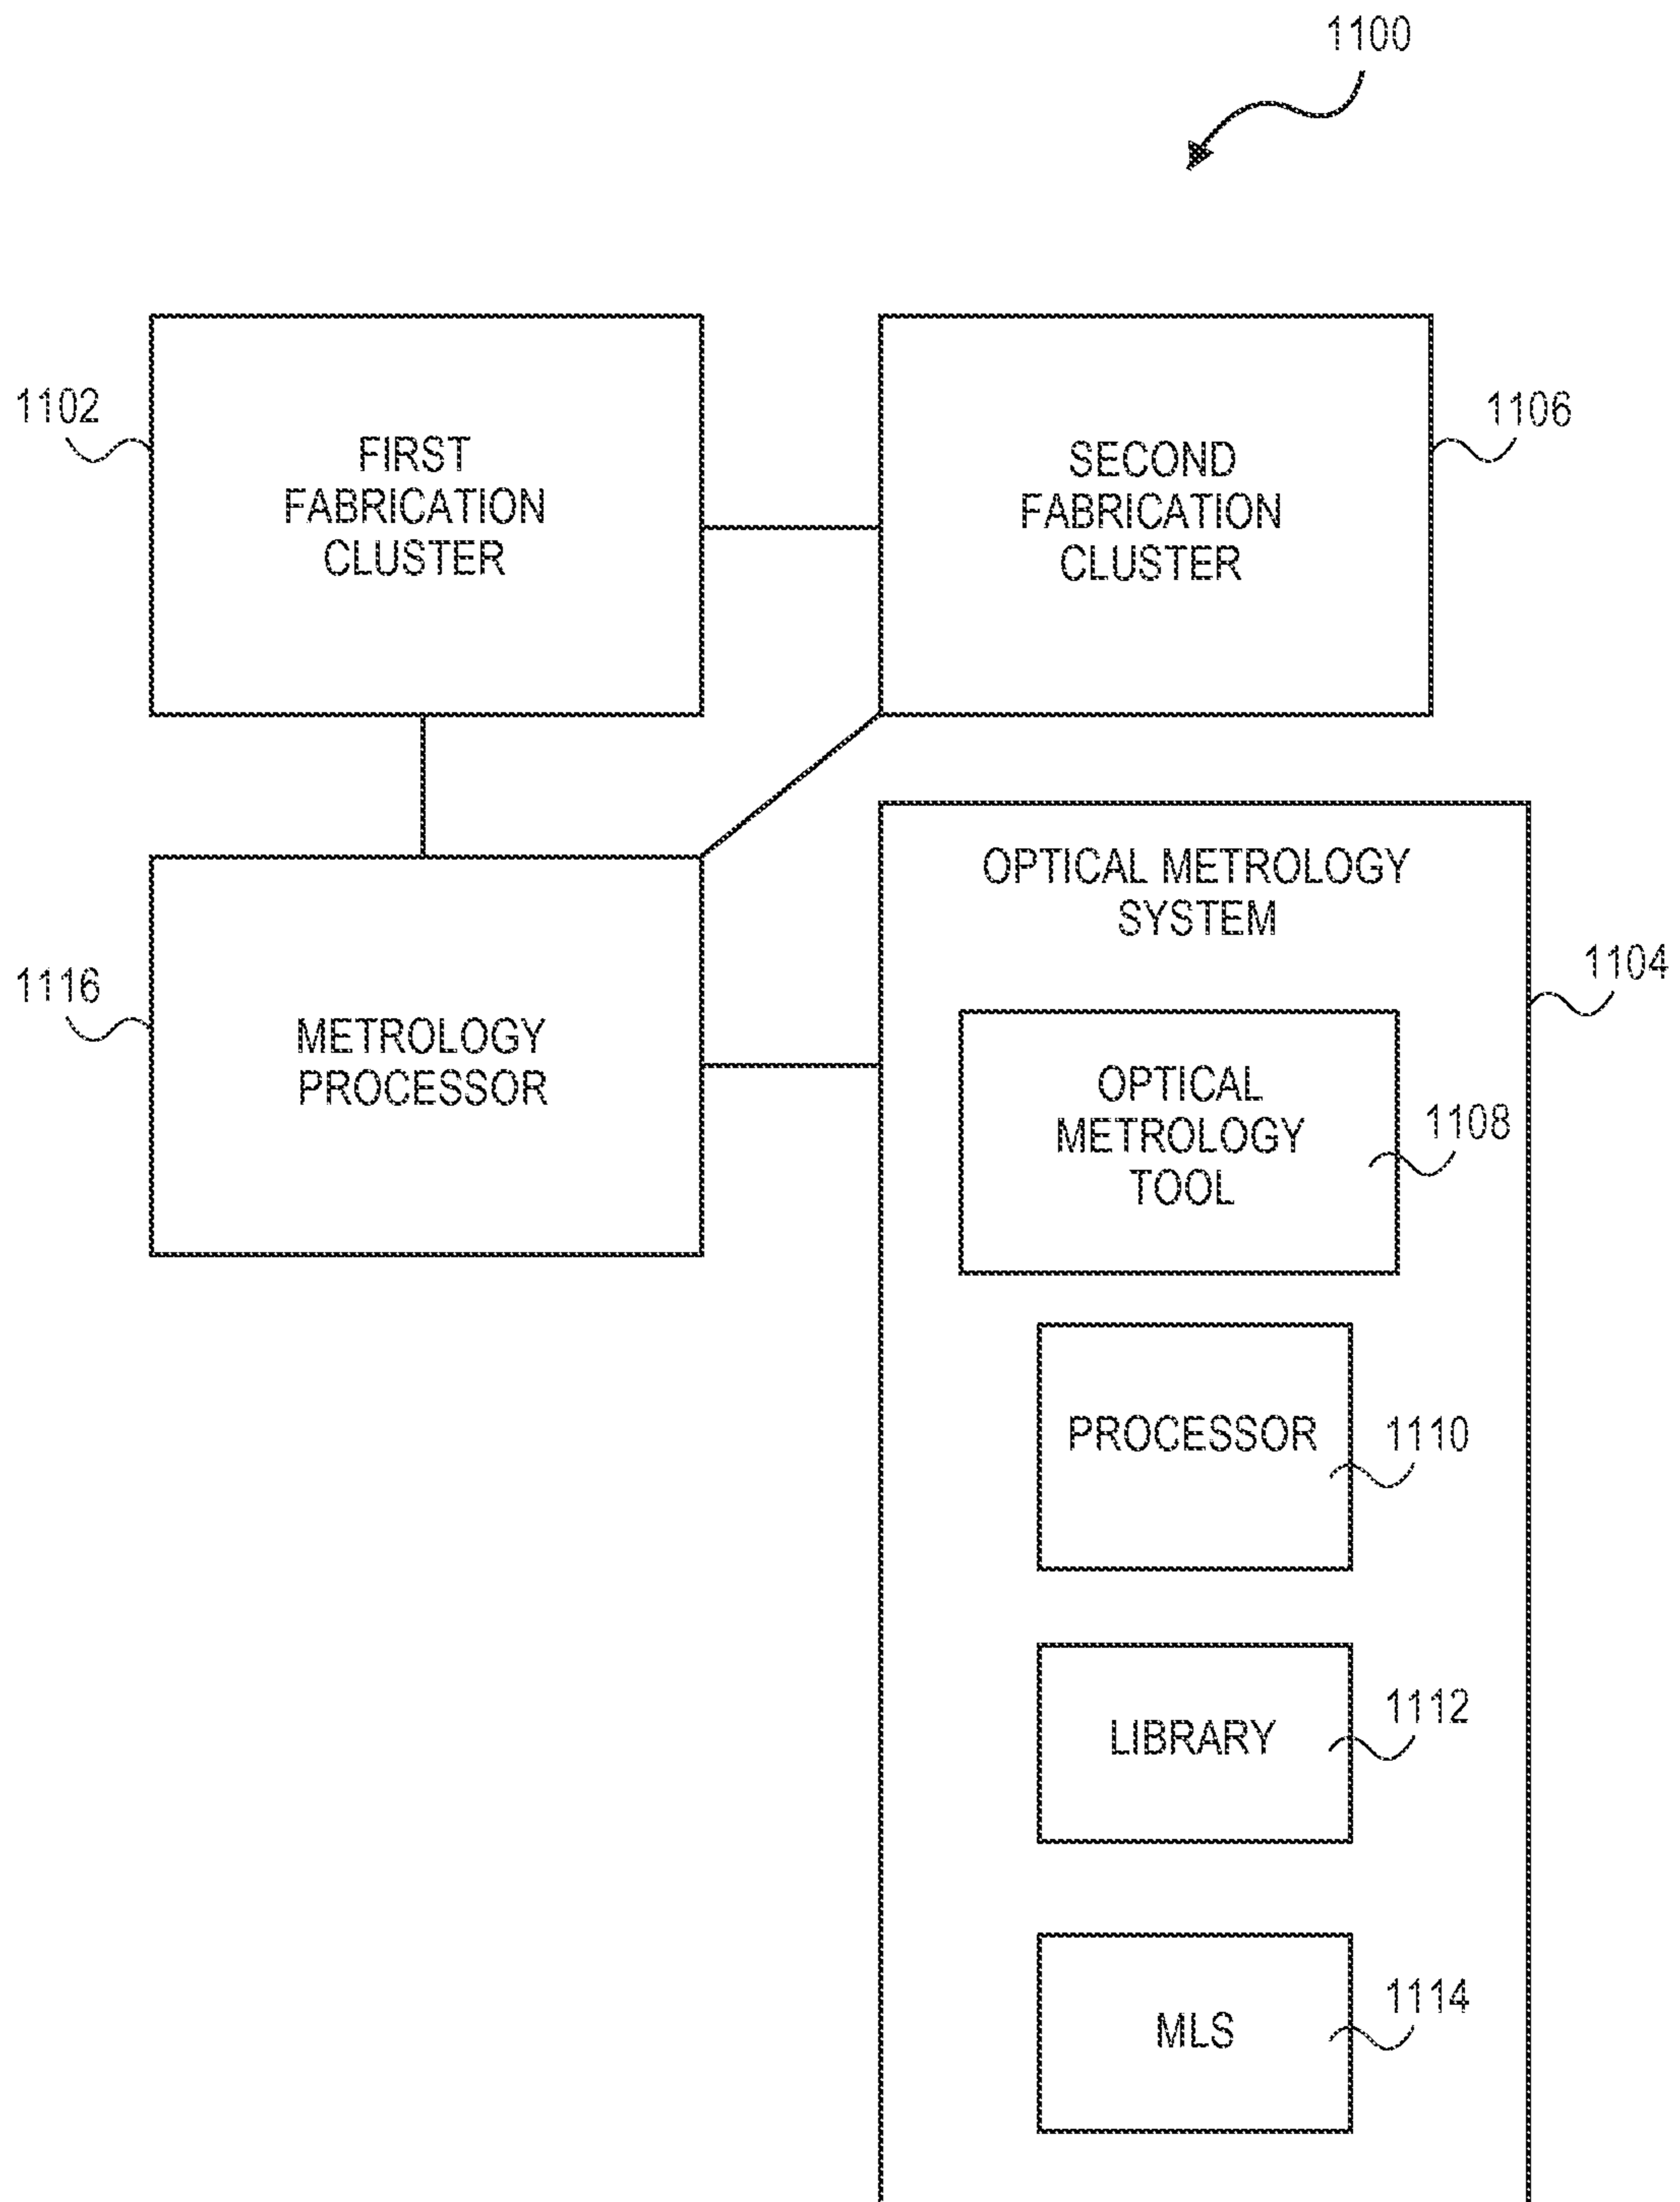 1100
1102
FIRST
FABRICATION
CLUSTER
SECOND
FABRICATION
CLUSTER
1106
1116
METROLOGY
PROCESSOR
OPTICAL METROLOGY
SYSTEM
1104
OPTICAL
METROLOGY
TOOL
1108
PROCESSOR
1110
LIBRARY
1112
MLS
1114